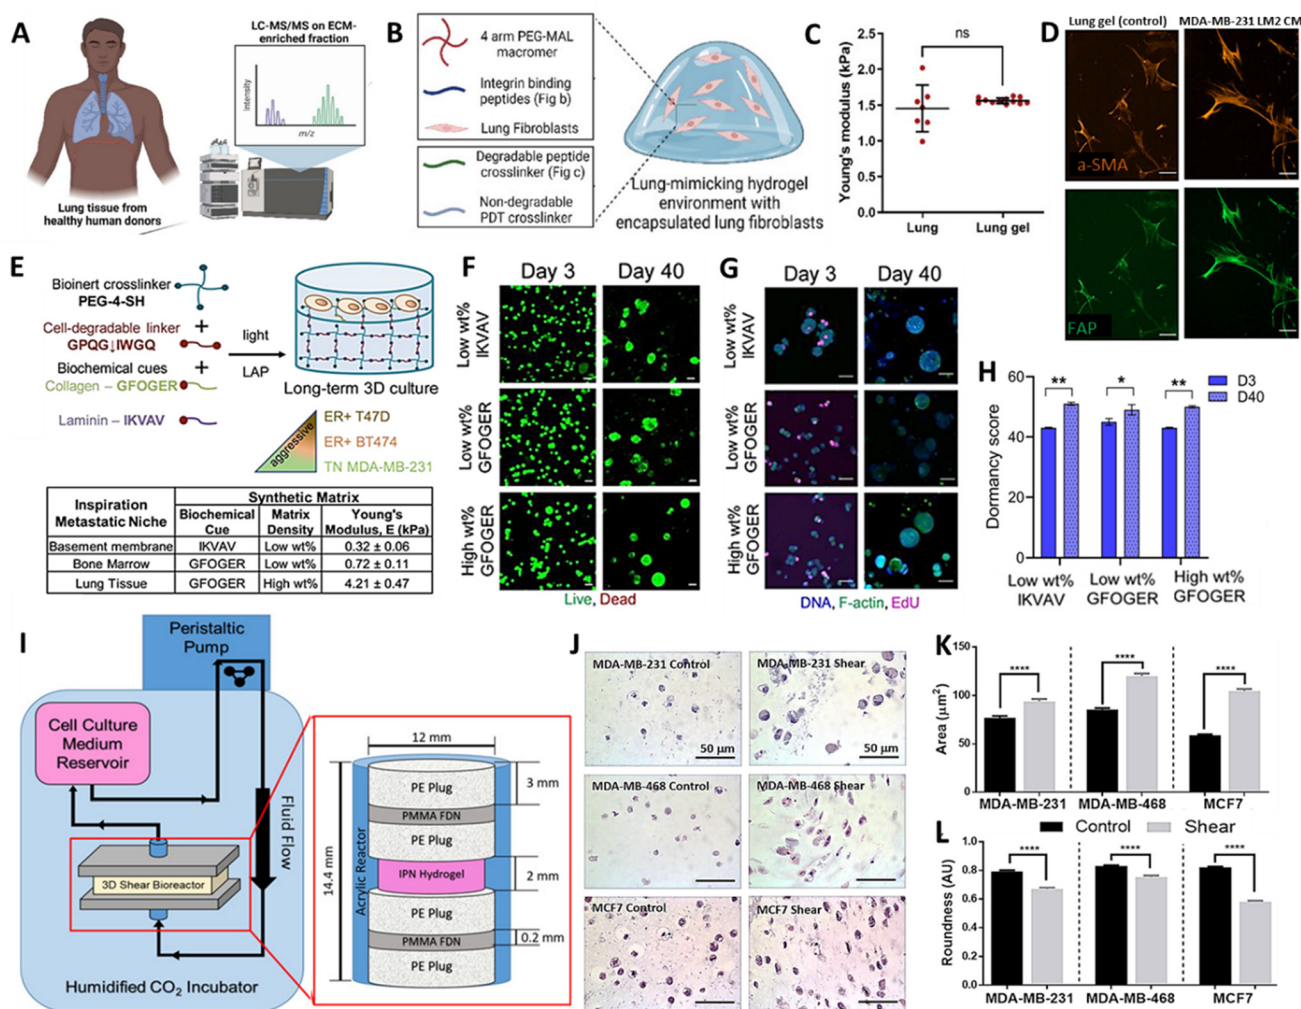 A
LC-MS/MS on ECM-
enriched fraction
Intensity
m/z
Lung tissue from
healthy human donors
B
4 arm PEG-MAL
macromer
Integrin binding
peptides (Fig b)
Lung Fibroblasts
Degradable peptide
crosslinker (Fig c)
Non-degradable
PDT crosslinker
Lung-mimicking hydrogel
environment with
encapsulated lung fibroblasts
C
Young's modulus (kPa)
2.5
2.0
1.5
1.0
0.5
0.0
ns
Lung
Lung gel
D
Lung gel (control)
MDA-MB-231 LM2 CM
a-SMA
FAP
E
Bioinert crosslinker
PEG-4-SH
+
Cell-degradable linker
GPQG↓IWGQ
+
Biochemical cues
Collagen – GFOGER
Laminin – IKVAV
light
LAP
Long-term 3D culture
aggressive
ER+ T47D
ER+ BT474
TN MDA-MB-231
Inspiration Metastatic Niche
Synthetic Matrix
Biochemical Cue
Matrix Density
Young's Modulus, E (kPa)
Basement membrane IKVAV Low wt% 0.32 ± 0.06
Bone Marrow GFOGER Low wt% 0.72 ± 0.11
Lung Tissue GFOGER High wt% 4.21 ± 0.47
F
Day 3 Day 40
Low wt% IKVAV
Low wt% GFOGER
High wt% GFOGER
Live, Dead
G
Day 3 Day 40
Low wt% IKVAV
Low wt% GFOGER
High wt% GFOGER
DNA, F-actin, EdU
H
Dormancy score
60
40
20
0
** * **
D3
D40
Low wt% IKVAV
Low wt% GFOGER
High wt% GFOGER
I
Peristaltic
Pump
Cell Culture
Medium
Reservoir
Fluid Flow
3D Shear Bioreactor
Humidified CO₂ Incubator
12 mm
14.4 mm
Acrylic Reactor
PE Plug
PMMA FDN
PE Plug
IPN Hydrogel
PE Plug
PMMA FDN
PE Plug
3 mm
2 mm
0.2 mm
J
MDA-MB-231 Control
50 µm
MDA-MB-231 Shear
50 µm
MDA-MB-468 Control
MDA-MB-468 Shear
MCF7 Control
MCF7 Shear
K
Area (µm²)
150
100
50
0
**** **** ****
MDA-MB-231 MDA-MB-468 MCF7
Control Shear
L
Roundness (AU)
1.0
0.8
0.6
0.4
0.2
0.0
**** **** ****
MDA-MB-231 MDA-MB-468 MCF7